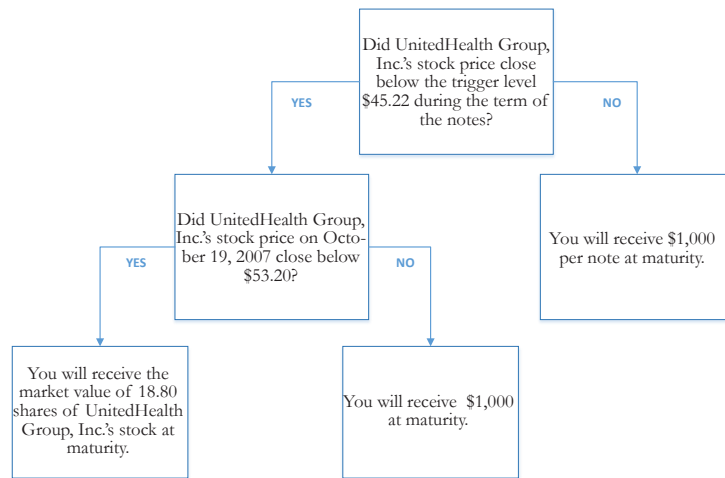 Did UnitedHealth Group,
Inc.'s stock price close
below the trigger level
$45.22 during the term of
the notes?
YES
NO
Did UnitedHealth Group,
Inc.'s stock price on Octo-
ber 19, 2007 close below
$53.20?
You will receive $1,000
per note at maturity.
YES
NO
You will receive the
market value of 18.80
shares of UnitedHealth
Group, Inc.'s stock at
maturity.
You will receive $1,000
at maturity.